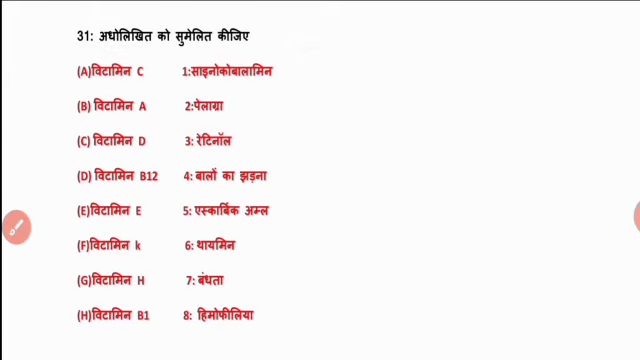 31: अधोलिखित को सुमेलित कीजिए
(A)विटामिन C 1:साइनोकोबालामिन
(B) विटामिन A 2:पेलाग्रा
(C) विटामिन D 3: रेटिनॉल
(D) विटामिन B12 4: बालों का झड़ना
(E)विटामिन E 5: एस्कार्बिक अम्ल
(F)विटामिन k 6: थायमिन
(G)विटामिन H 7: बंधता
(H)विटामिन B1 8: हिमोफीलिया